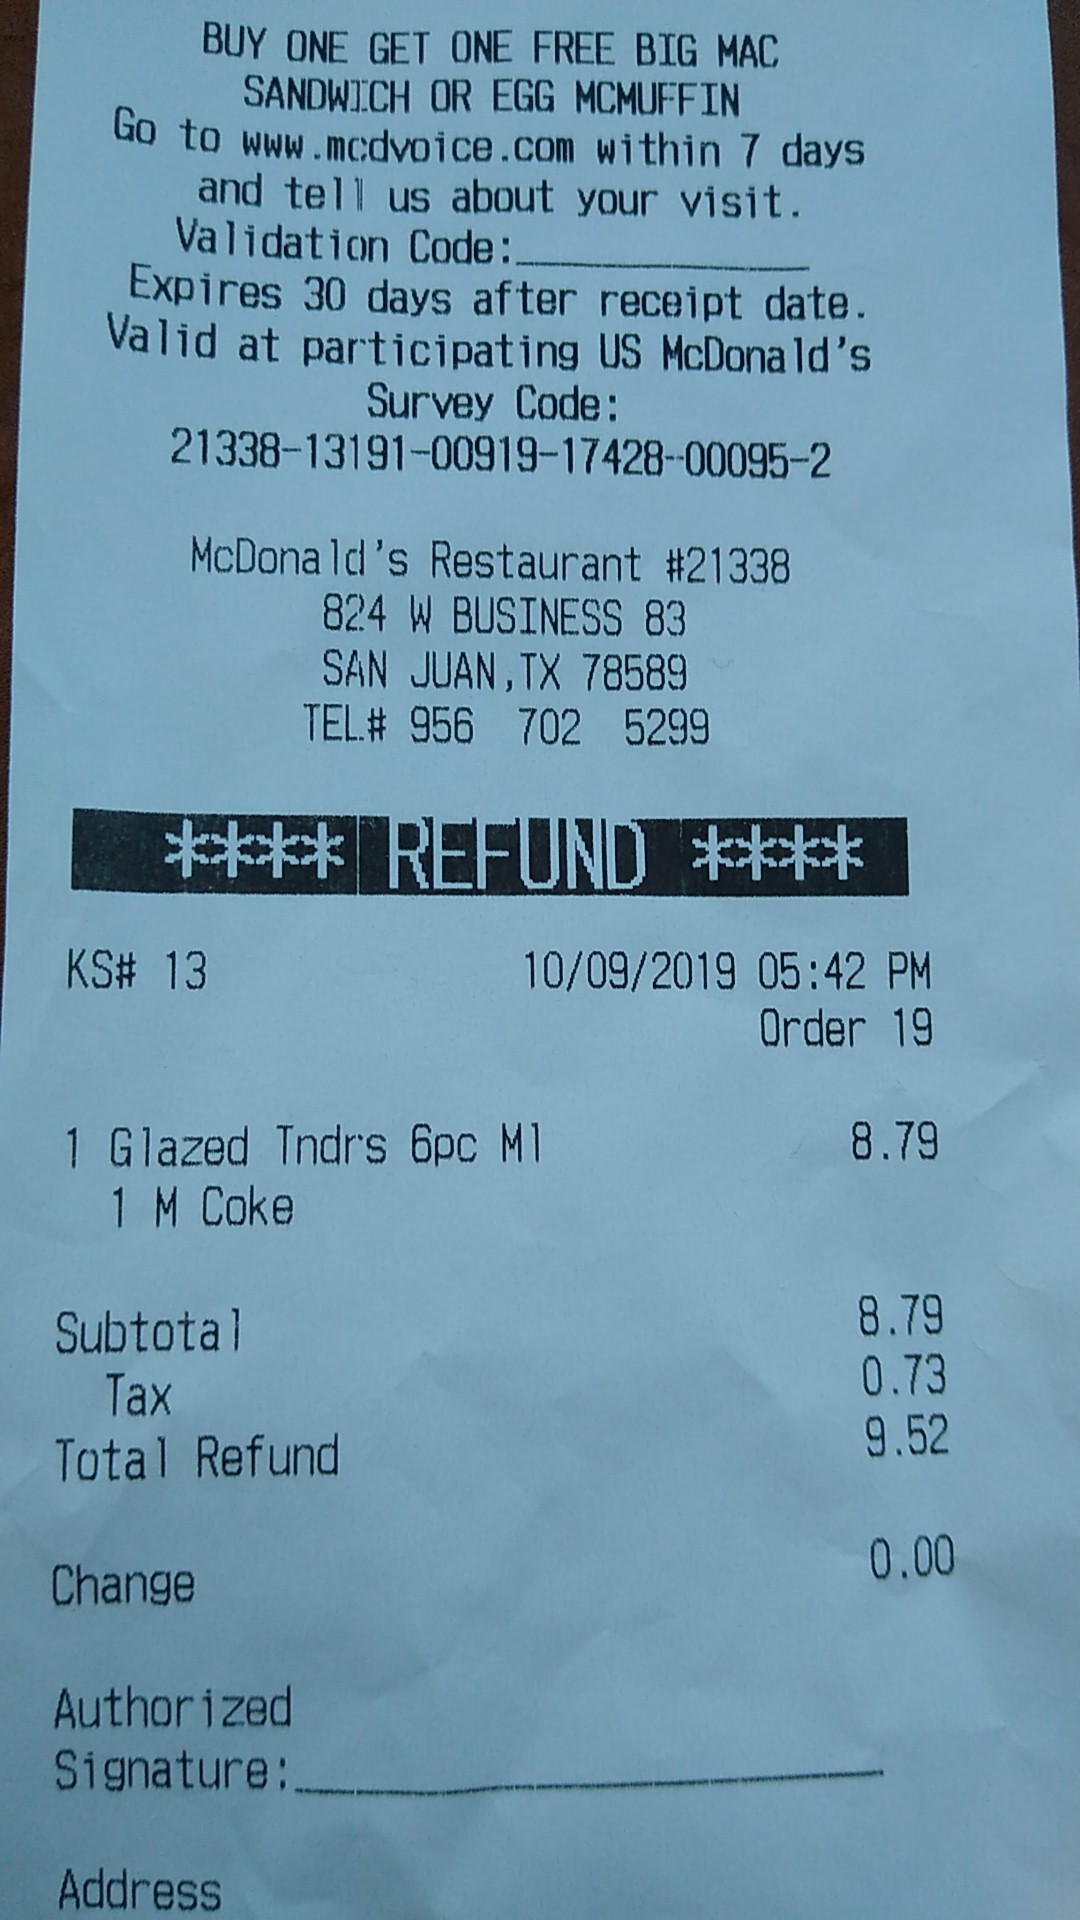 BUY ONE GET ONE FREE BIG MAC
SANDWICH OR EGG MCMUFFIN
Go to www.mcdvoice.com within 7 days
and tell us about your visit.
Validation Code:____________
Expires 30 days after receipt date.
Valid at participating US McDonald's
Survey Code:
21338-13191-00919-17428-00095-2
McDonald's Restaurant #21338
824 W BUSINESS 83
SAN JUAN,TX 78589
TEL# 956 702 5299
**** REFUND ****
KS# 13 10/09/2019 05:42 PM
Order 19
1 Glazed Tndrs 6pc Ml 8.79
1 M Coke
Subtotal 8.79
Tax 0.73
Total Refund 9.52
Change 0.00
Authorized
Signature:________________________
Address